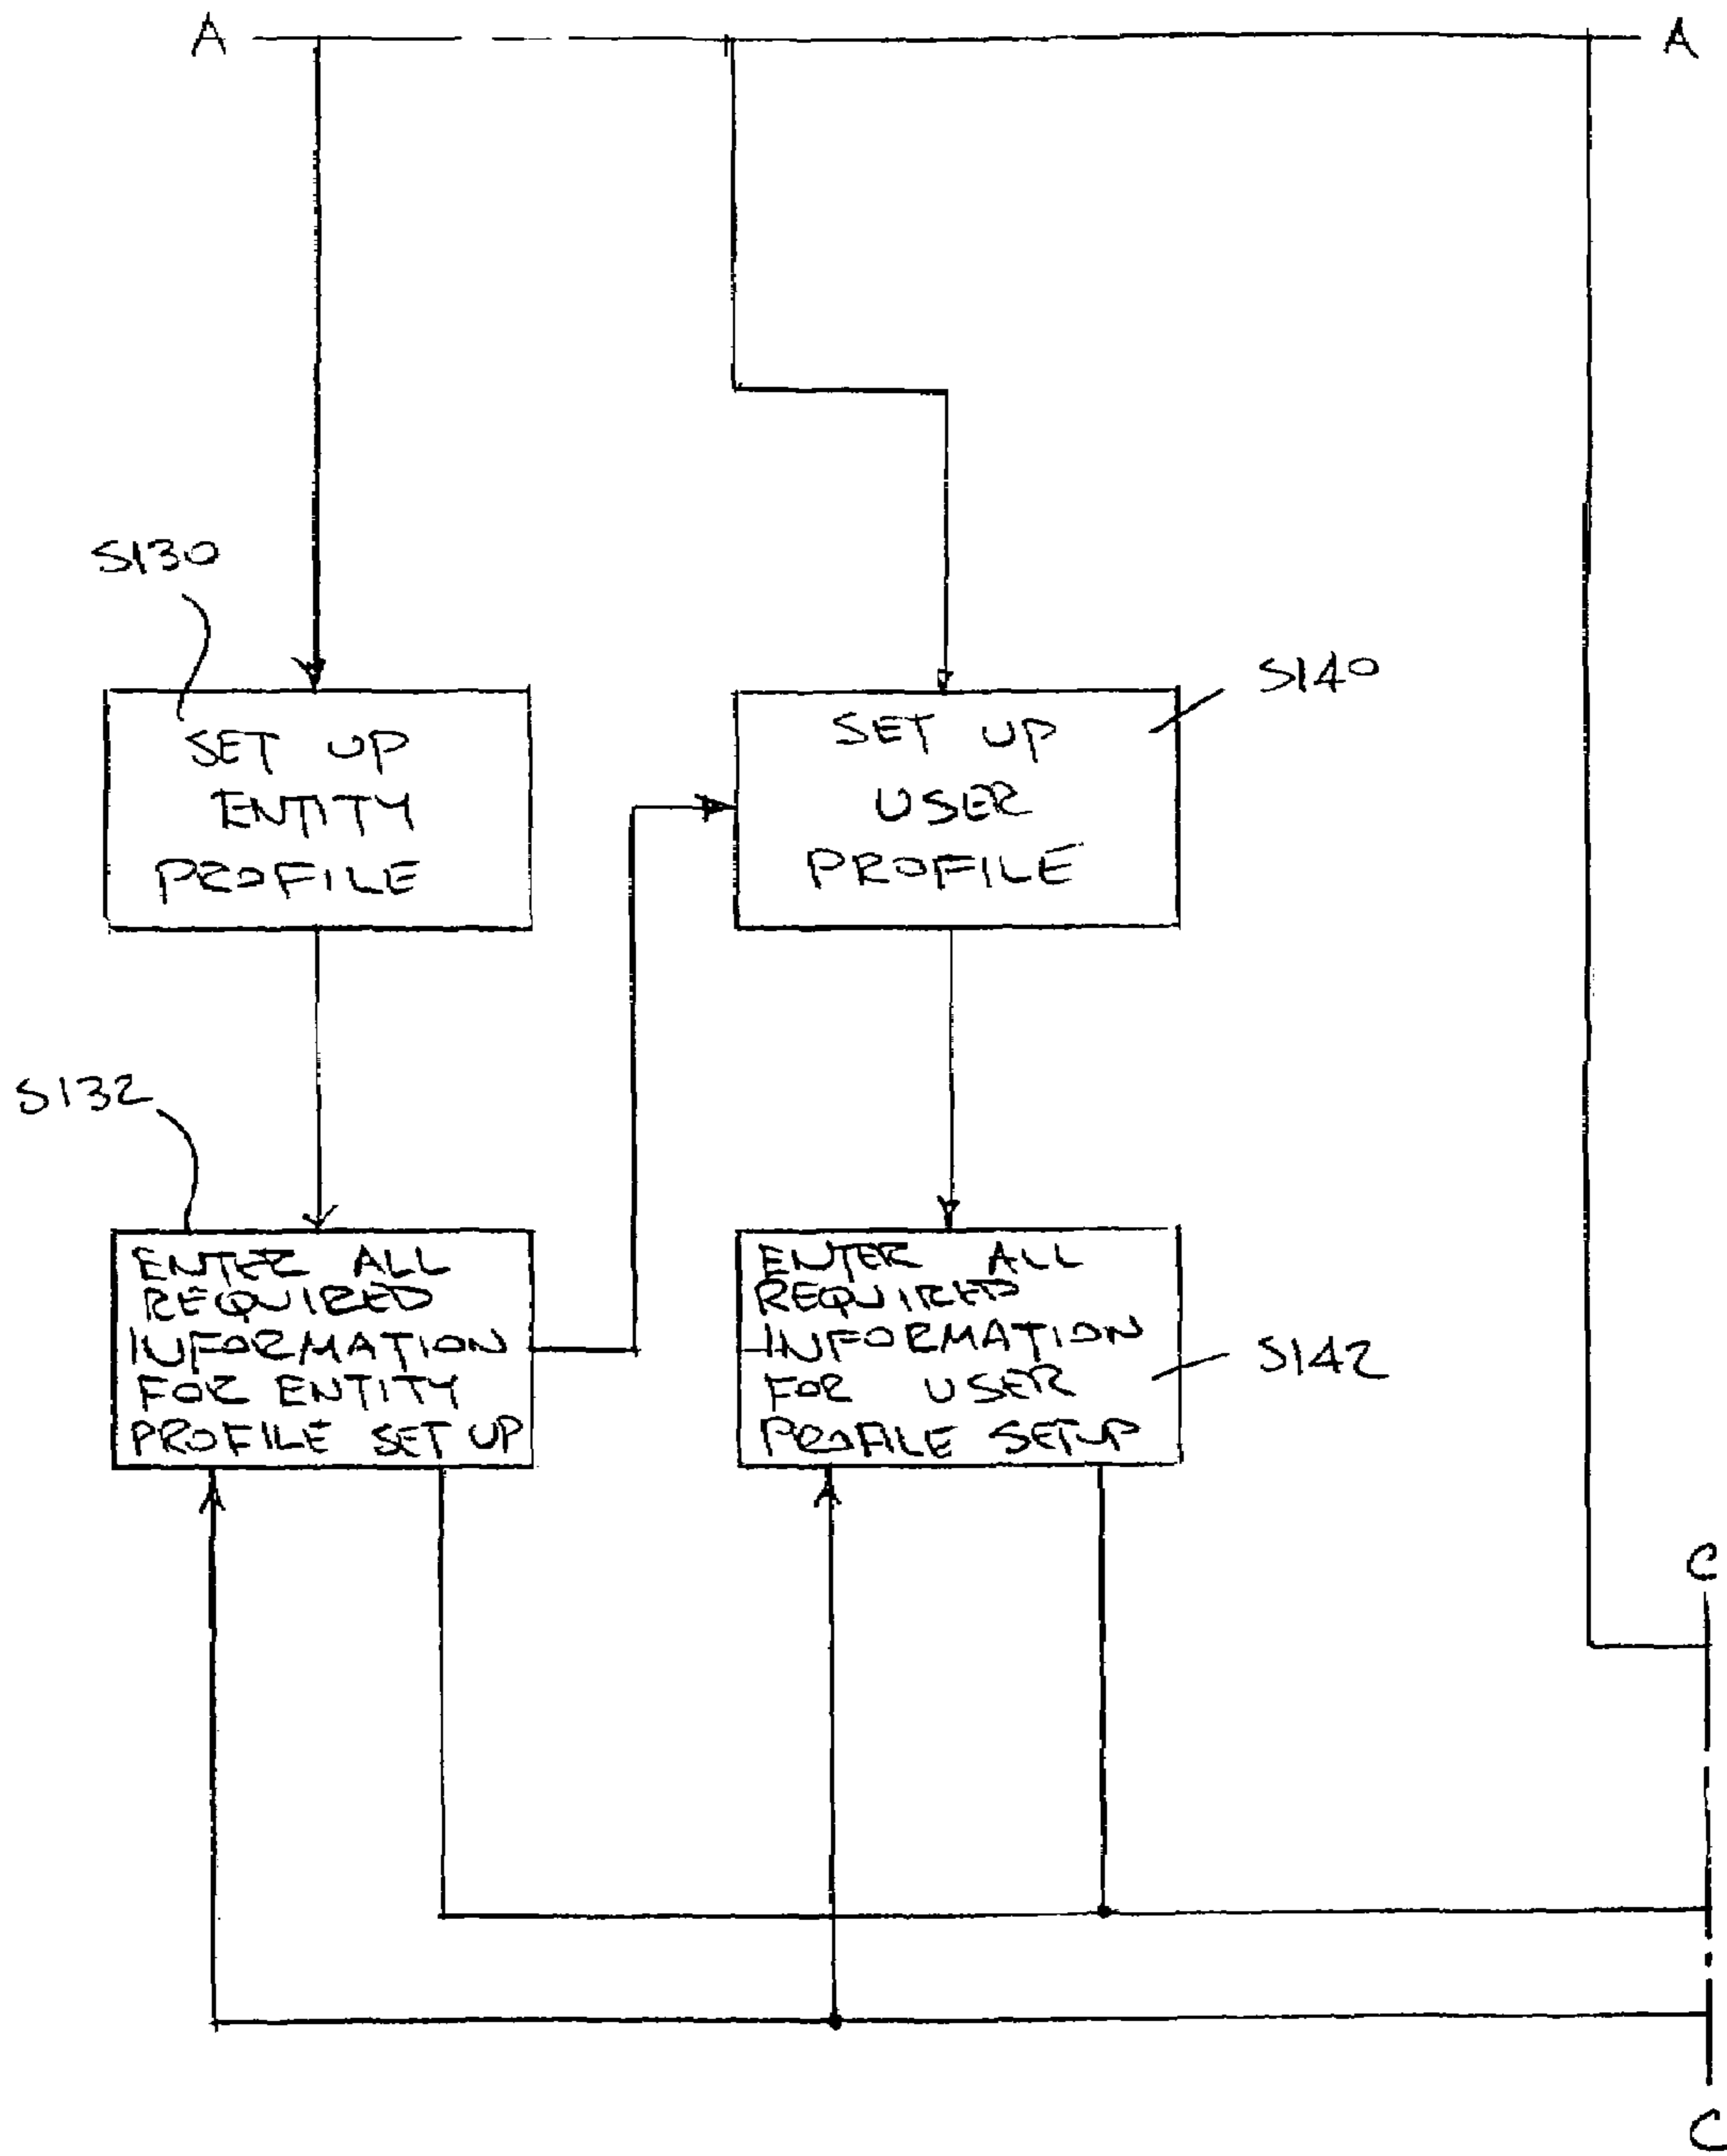 A
A
S130
SET UP
ENTITY
PROFILE
S140
SET UP
USER
PROFILE
S132
ENTER ALL
REQUIRED
INFORMATION
FOR ENTITY
PROFILE SET UP
ENTER ALL
REQUIRED
INFORMATION
FOR USER
PROFILE SETUP
S142
C
C